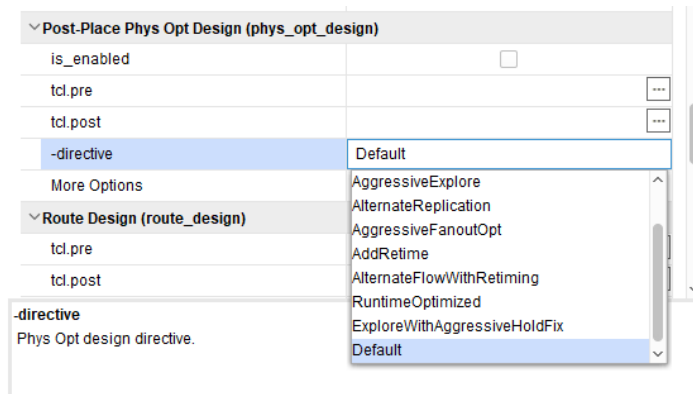 Post-Place Phys Opt Design (phys_opt_design)
is_enabled
tcl.pre
...
tcl.post
...
-directive
Default
More Options
AggressiveExplore
AlternateReplication
AggressiveFanoutOpt
AddRetime
AlternateFlowWithRetiming
RuntimeOptimized
ExploreWithAggressiveHoldFix
Default
Route Design (route_design)
tcl.pre
tcl.post
-directive
Phys Opt design directive.